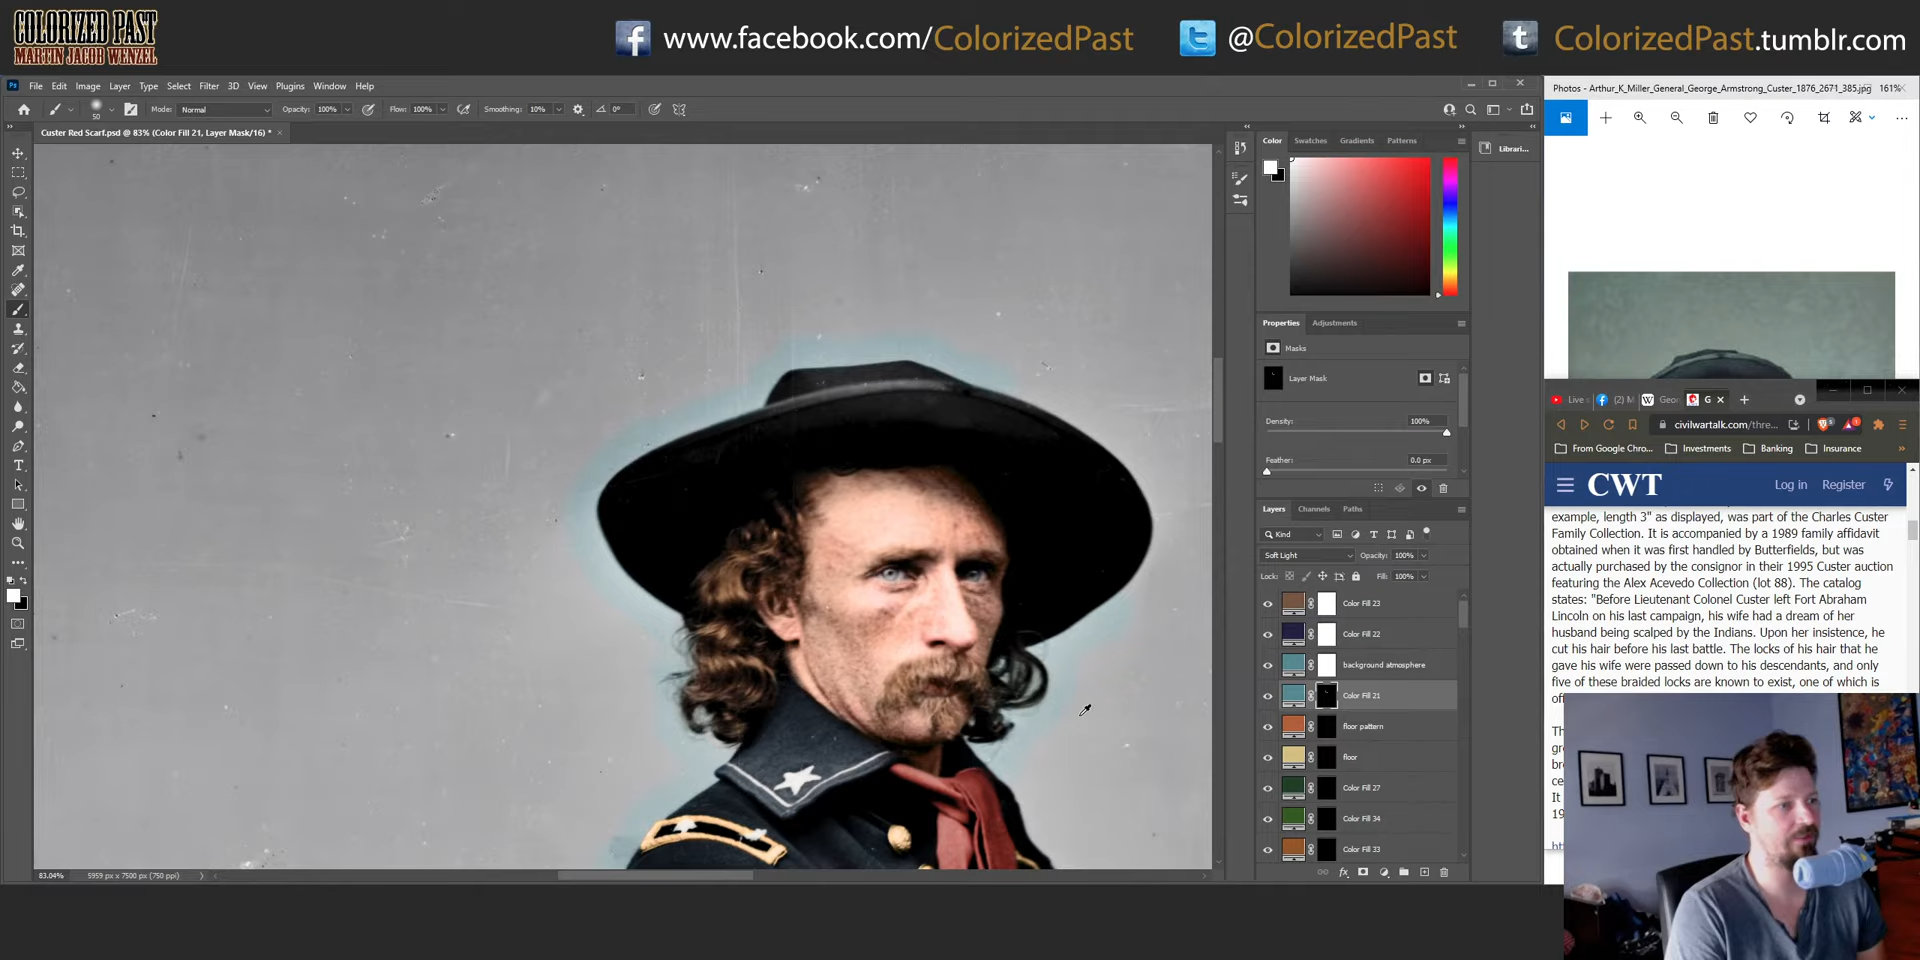 COLORIZED PAST
MARTIN JACOB WENZEL
www.facebook.com/ColorizedPast
@ColorizedPast
ColorizedPast.tumblr.com
Ps File Edit Image Layer Type Select Filter 3D View Plugins Window Help
50 Mode: Normal Opacity: 100% Flow: 100% Smoothing: 10% 0°
Custer Red Scarf.psd @ 83% (Color Fill 21, Layer Mask/16) *
Color Swatches Gradients Patterns
Librari...
Properties Adjustments
Masks
Layer Mask
Density: 100%
Feather: 0.0 px
Layers Channels Paths
Kind
Soft Light Opacity: 100%
Lock: Fill: 100%
Color Fill 23
Color Fill 22
background atmosphere
Color Fill 21
floor pattern
floor
Color Fill 27
Color Fill 34
Color Fill 33
83.04% 5959 px x 7500 px (750 ppi)
Photos - Arthur_K_Miller_General_George_Armstrong_Custer_1876_2671_385.jpg 161%
Live (2) M Geo G
civilwartalk.com/thre...
From Google Chro... Investments Banking Insurance
CWT Log in Register
example, length 3" as displayed, was part of the Charles Custer
Family Collection. It is accompanied by a 1989 family affidavit
obtained when it was first handled by Butterfields, but was
actually purchased by the consignor in their 1995 Custer auction
featuring the Alex Acevedo Collection (lot 88). The catalog
states: "Before Lieutenant Colonel Custer left Fort Abraham
Lincoln on his last campaign, his wife had a dream of her
husband being scalped by the Indians. Upon her insistence, he
cut his hair before his last battle. The locks of his hair that he
gave his wife were passed down to his descendants, and only
five of these braided locks are known to exist, one of which is
of
Th
gr
br
ce
It
19